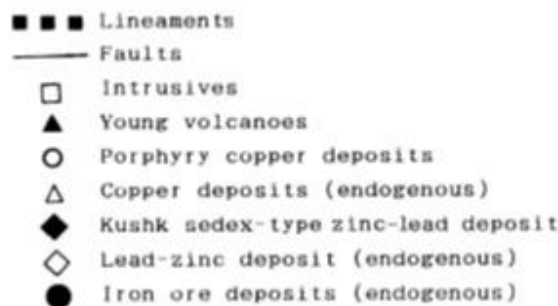 Lineaments
Faults
Intrusives
Young volcanoes
Porphyry copper deposits
Copper deposits (endogenous)
Kushk sedex-type zinc-lead deposit
Lead-zinc deposit (endogenous)
Iron ore deposits (endogenous)